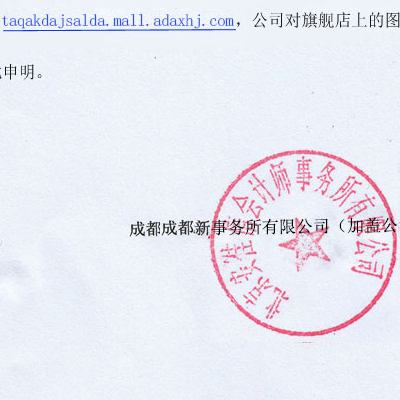 taqakdajsalda.mall.adaxhj.com，公司对旗舰店上的图
申明。
成都成都新事务所有限公司（加盖公
北京 会计师事务所有限公司